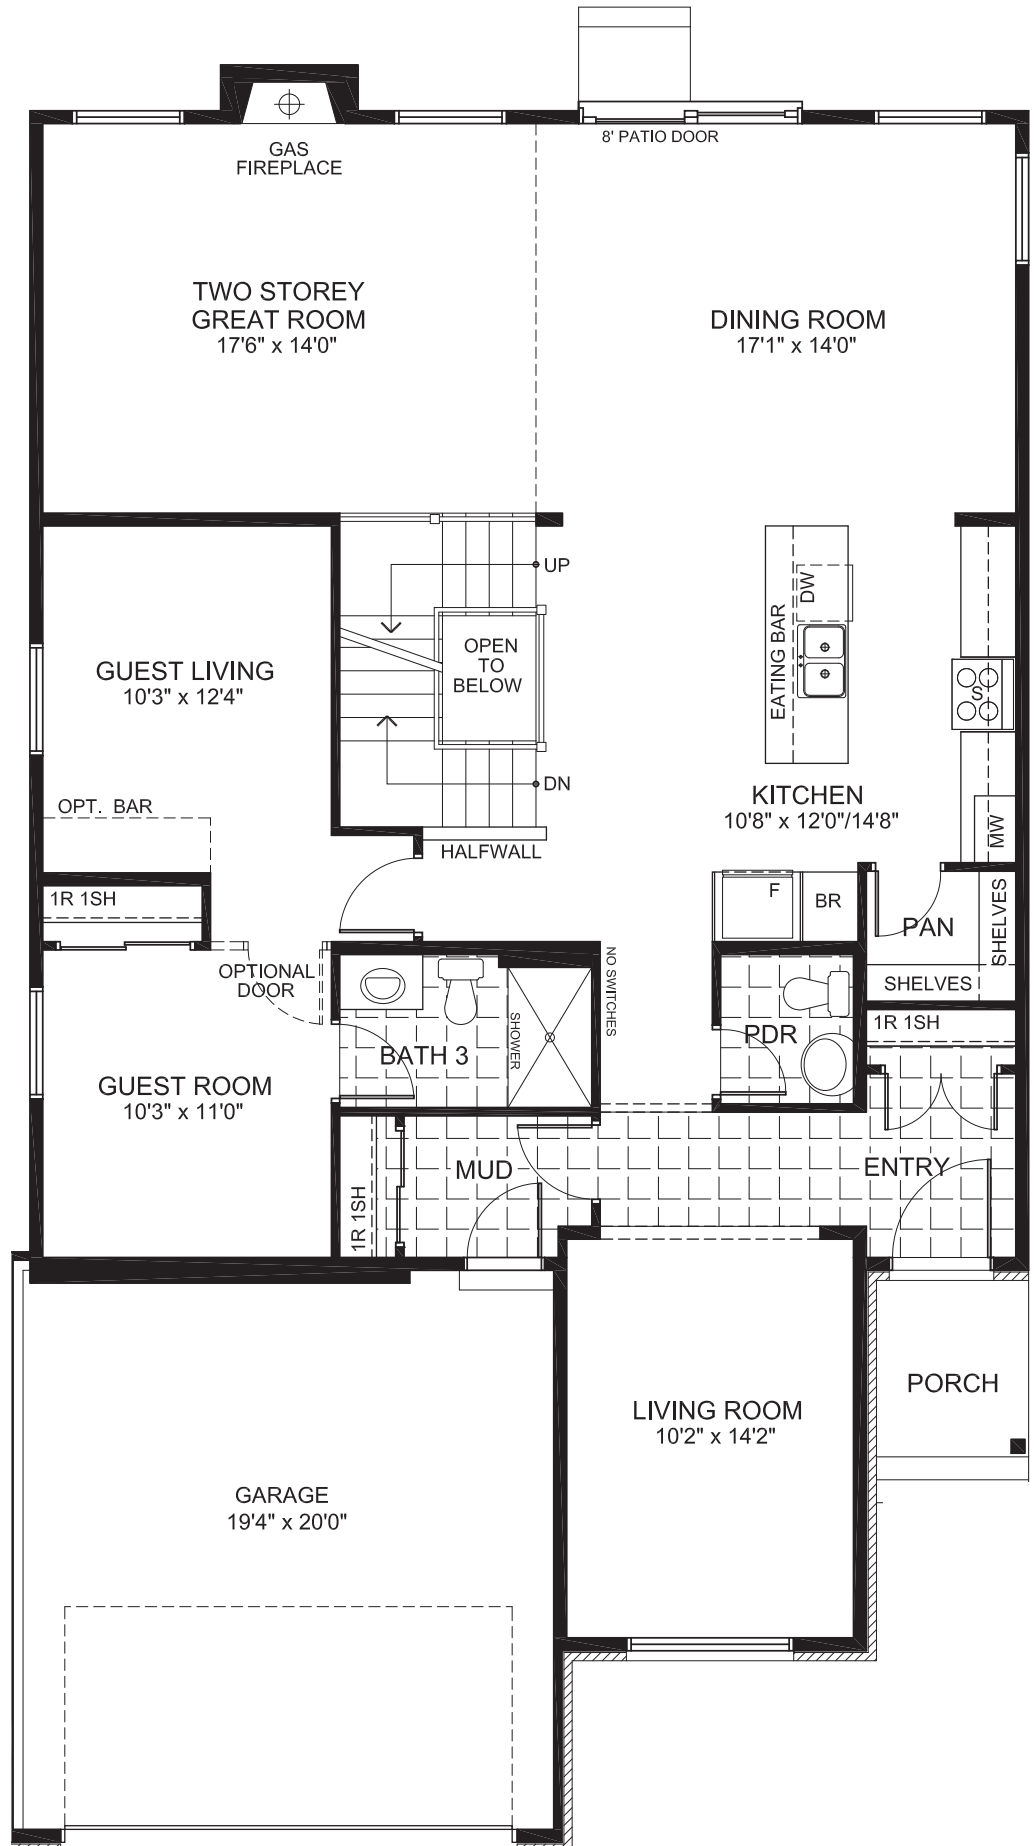 8' PATIO DOOR
GAS
FIREPLACE
TWO STOREY
GREAT ROOM
17'6" x 14'0"
DINING ROOM
17'1" x 14'0"
UP
DW
EATING BAR
OPEN
TO
BELOW
GUEST LIVING
10'3" x 12'4"
S
DN
KITCHEN
10'8" x 12'0"/14'8"
OPT. BAR
MW
HALFWALL
1R 1SH
F
BR
PAN
SHELVES
SHELVES
OPTIONAL
DOOR
NO SWITCHES
SHOWER
1R 1SH
PDR
BATH 3
GUEST ROOM
10'3" x 11'0"
MUD
ENTRY
1R 1SH
PORCH
LIVING ROOM
10'2" x 14'2"
GARAGE
19'4" x 20'0"